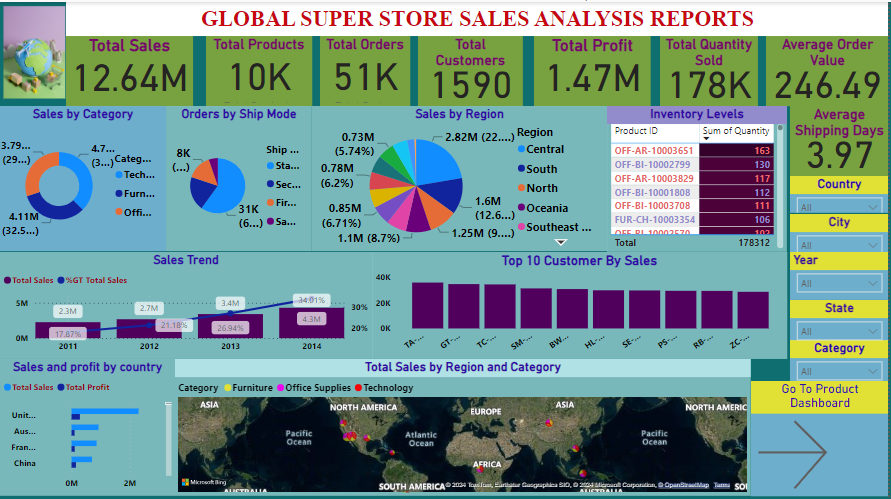 GLOBAL SUPER STORE SALES ANALYSIS REPORTS
Total Sales
12.64M
Total Products
10K
Total Orders
51K
Total
Customers
1590
Total Profit
1.47M
Total Quantity
Sold
178K
Average Order
Value
246.49
Sales by Category
3.79...
(29...)
4.7...
(3...)
4.11M
(32.5...)
Categ...
Tech...
Furn...
Offi...
Orders by Ship Mode
8K
(...)
31K
(6...)
Ship ...
Sta...
Sec...
Fir...
Sa...
Sales by Region
0.73M
(5.74%)
0.78M
(6.2%)
0.85M
(6.71%)
1.1M (8.7%)
2.82M (22....)
1.6M
(12.6...)
1.25M (9....)
Region
Central
South
North
Oceania
Southeast ...
Inventory Levels
Product ID Sum of Quantity
OFF-AR-10003651 163
OFF-BI-10002799 130
OFF-AR-10003829 117
OFF-BI-10001808 112
OFF-BI-10003708 111
FUR-CH-10003354 106
Total 178312
Average
Shipping Days
3.97
Country
All
City
All
Year
All
State
All
Category
All
Go To Product
Dashboard
Sales Trend
Total Sales %GT Total Sales
5M
0M
2.3M
17.87%
2.7M
21.18%
3.4M
26.94%
34.01%
4.3M
30%
20%
2011 2012 2013 2014
Top 10 Customer By Sales
40K
20K
0K
TA-... GT-... TC-... SM-... BW... HL-... SE-... PS-... RB-... ZC-...
Sales and profit by country
Total Sales Total Profit
Unit...
Aus...
Fran...
China
0M 2M
Total Sales by Region and Category
Category Furniture Office Supplies Technology
ASIA
NORTH AMERICA
EUROPE
ASIA
NORTH AMERIC
Pacific
Ocean
Atlantic
Ocean
Pacific
Ocean
AFRICA
SOUTH AMERICA
AUSTRALIA
Microsoft Bing
© 2024 TomTom, Earthstar Geographics SIO, © 2024 Microsoft Corporation, © OpenStreetMap Terms